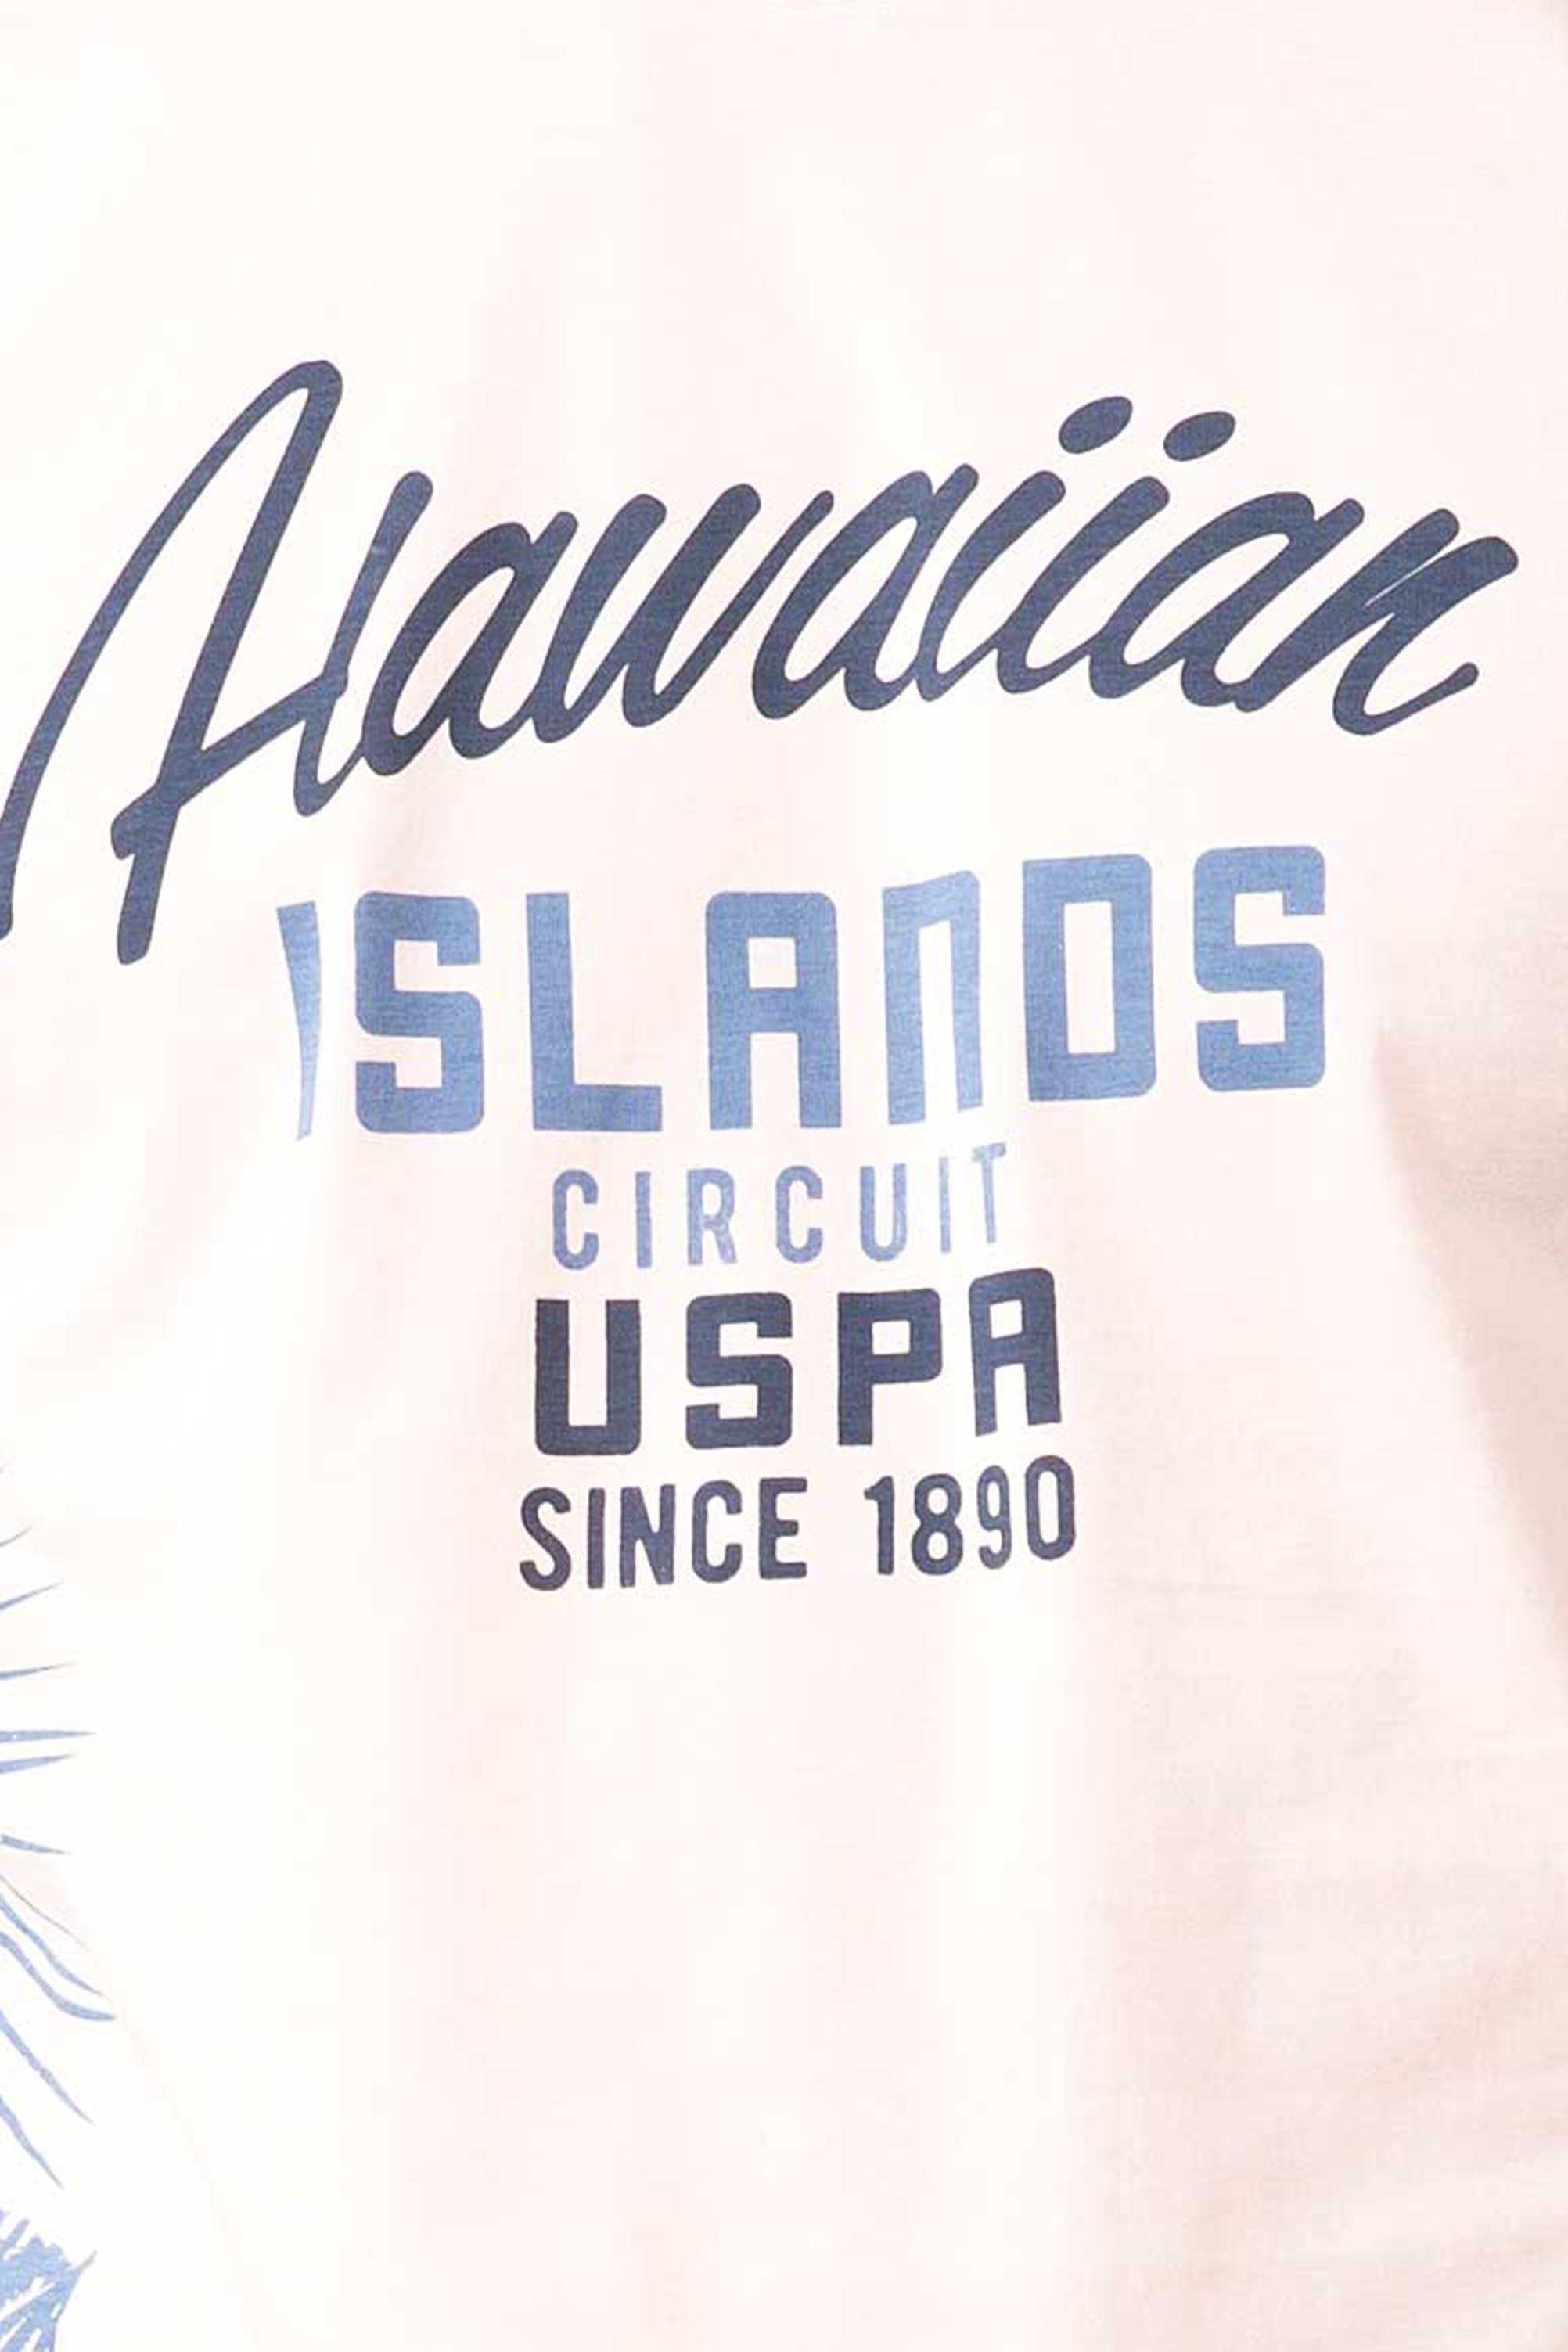 Hawaiian
ISLANDS
CIRCUIT
USPA
SINCE 1890